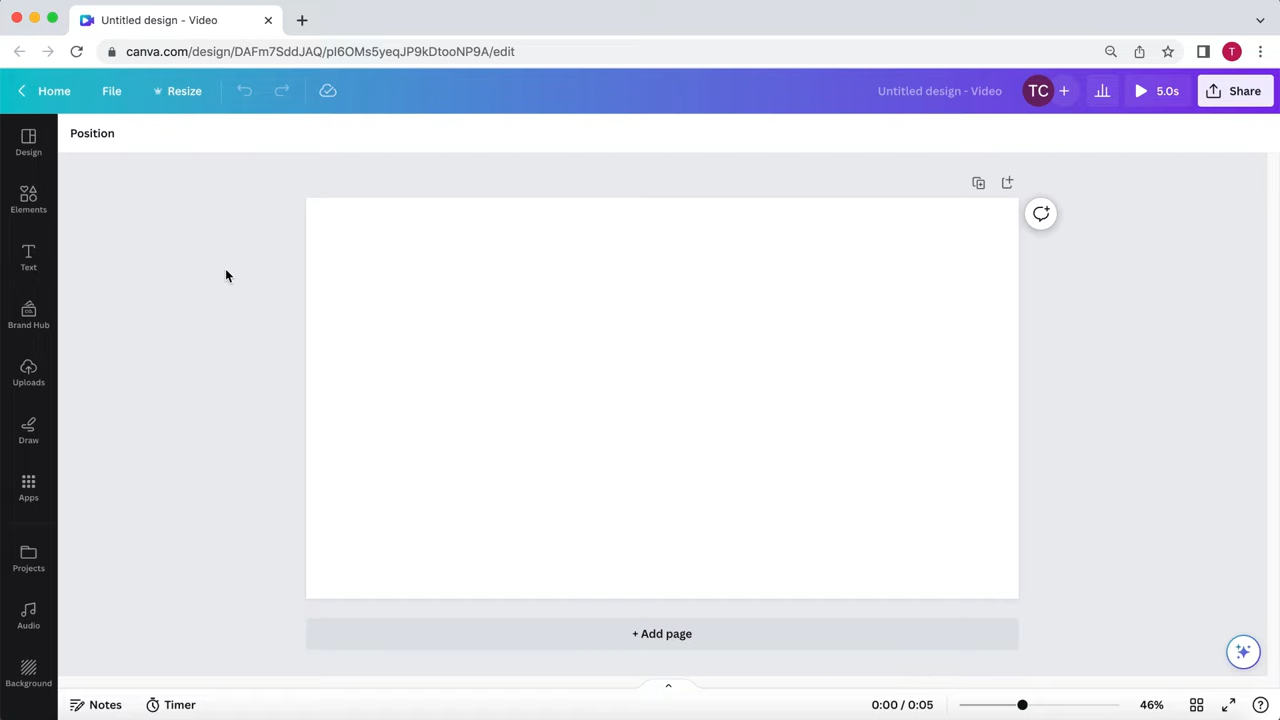 Untitled design - Video
canva.com/design/DAFm7SddJAQ/pI6OMs5yeqJP9kDtooNP9A/edit
T
Home
File
Resize
Untitled design - Video
TC
5.0s
Share
Position
Design
Elements
Text
Brand Hub
Uploads
Draw
Apps
Projects
Audio
Background
+ Add page
Notes
Timer
0:00 / 0:05
46%